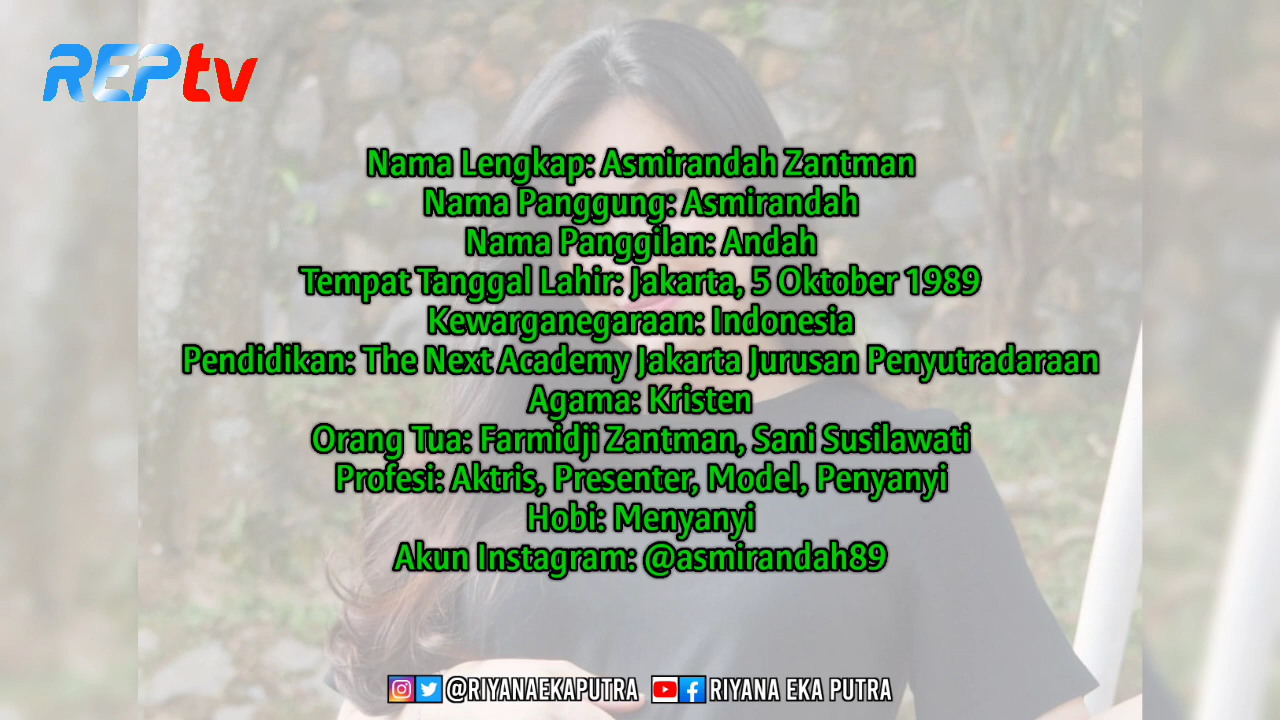 REPtv
Nama Lengkap: Asmirandah Zantman
Nama Panggung: Asmirandah
Nama Panggilan: Andah
Tempat Tanggal Lahir: Jakarta, 5 Oktober 1989
Kewarganegaraan: Indonesia
Pendidikan: The Next Academy Jakarta Jurusan Penyutradaraan
Agama: Kristen
Orang Tua: Farmidji Zantman, Sani Susilawati
Profesi: Aktris, Presenter, Model, Penyanyi
Hobi: Menyanyi
Akun Instagram: @asmirandah89
@RIYANAEKAPUTRA RIYANA EKA PUTRA